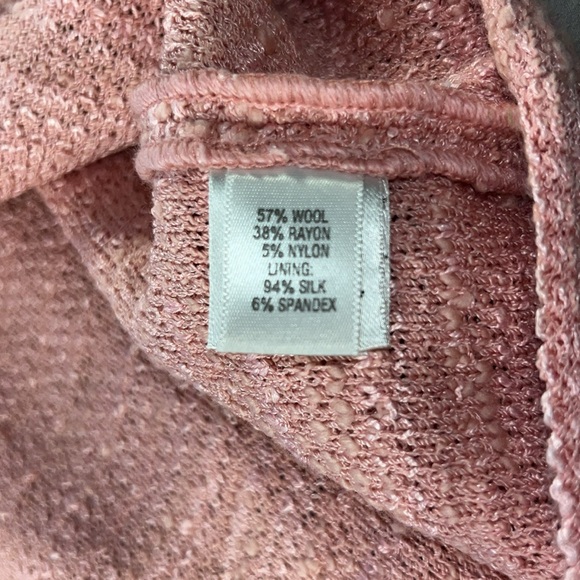 57% WOOL
38% RAYON
5% NYLON
LINING:
94% SILK
6% SPANDEX